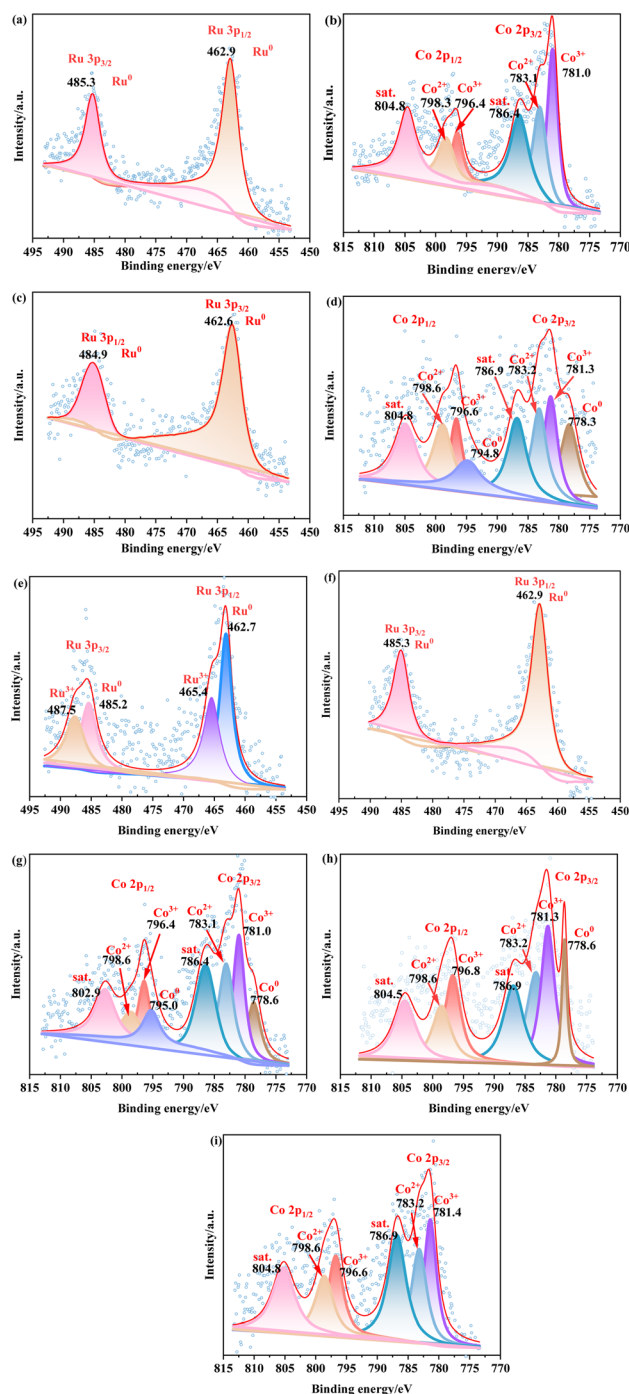 (a)
Ru 3p1/2
462.9 Ru0
Ru 3p3/2
485.3 Ru0
Intensity/a.u.
495 490 485 480 475 470 465 460 455 450
Binding energy/eV
(b)
Co 2p3/2
Co 2p1/2
Co3+
781.0
Co2+
783.1
sat.
786.4
Co3+
796.4
Co2+
798.3
sat.
804.8
Intensity/a.u.
815 810 805 800 795 790 785 780 775 770
Binding energy/eV
(c)
Ru 3p3/2
462.6 Ru0
Ru 3p1/2
484.9 Ru0
Intensity/a.u.
495 490 485 480 475 470 465 460 455 450
Binding energy/eV
(d)
Co 2p1/2
Co 2p3/2
Co2+
798.6
sat.
804.8
Co3+
796.6
Co0
794.8
sat.
786.9
Co2+
783.2
Co3+
781.3
Co0
778.3
Intensity/a.u.
815 810 805 800 795 790 785 780 775 770
Binding energy/eV
(e)
Ru 3p1/2
Ru0
462.7
Ru 3p3/2
Ru3+
487.5
Ru0
485.2
Ru3+
465.4
Intensity/a.u.
495 490 485 480 475 470 465 460 455 450
Binding energy/eV
(f)
Ru 3p1/2
462.9 Ru0
Ru 3p3/2
485.3 Ru0
Intensity/a.u.
490 485 480 475 470 465 460 455
Binding energy/eV
(g)
Co 2p3/2
Co 2p1/2
Co3+
796.4
Co2+
798.6
sat.
802.9
Co0
795.0
sat.
786.4
Co2+
783.1
Co3+
781.0
Co0
778.6
Intensity/a.u.
815 810 805 800 795 790 785 780 775 770
Binding energy/eV
(h)
Co 2p3/2
Co 2p1/2
Co3+
781.3
Co2+
783.2
Co0
778.6
Co2+
798.6
Co3+
796.8
sat.
786.9
sat.
804.5
Intensity/a.u.
815 810 805 800 795 790 785 780 775 770
Binding energy/eV
(i)
Co 2p3/2
Co 2p1/2
Co2+
783.2
Co3+
781.4
sat.
786.9
Co2+
798.6
Co3+
796.6
sat.
804.8
Intensity/a.u.
815 810 805 800 795 790 785 780 775 770
Binding energy/eV